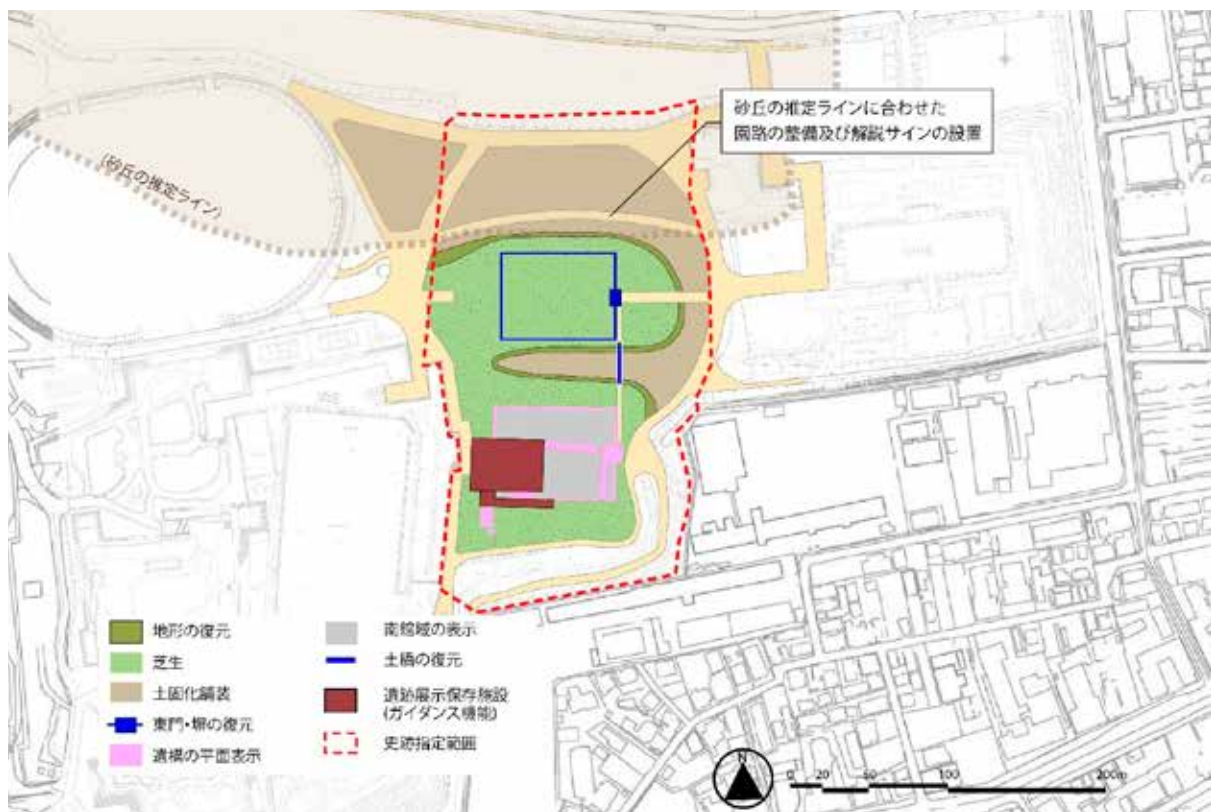 砂丘の推定ラインに合わせた
園路の整備及び解説サインの設置
(砂丘の推定ライン)
地形の復元
芝生
土固化舗装
東門・塀の復元
遺構の平面表示
南館域の表示
土橋の復元
遺跡展示保存施設
(ガイダンス機能)
史跡指定範囲
N
0 20 50 100 200m